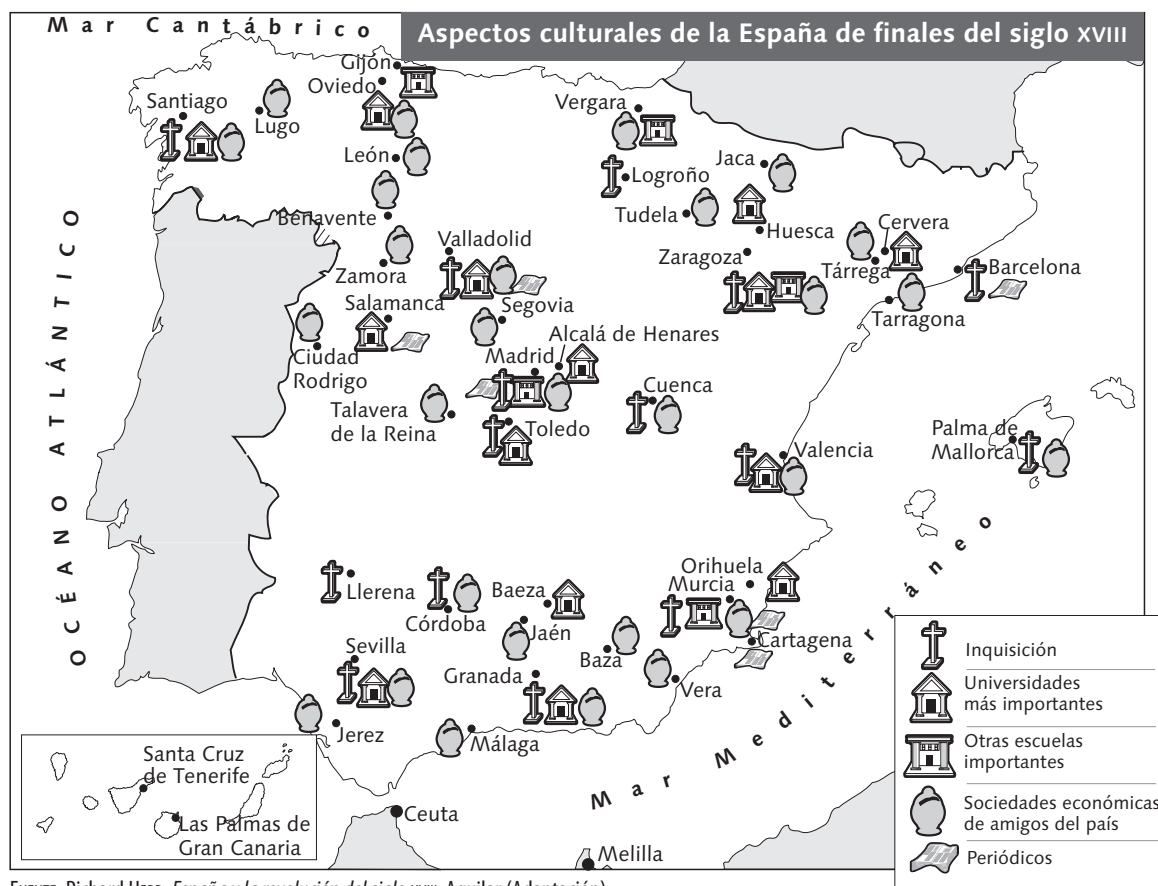 Mar Cantábrico
Aspectos culturales de la España de finales del siglo XVIII
Gijón
Oviedo
Santiago
Lugo
León
Benavente
Zamora
Vergara
Logroño
Jaca
Tudela
Huesca
Zaragoza
Cervera
Tárrega
Barcelona
Tarragona
Valladolid
Salamanca
Segovia
Alcalá de Henares
Madrid
Ciudad
Rodrigo
Talavera
de la Reina
Toledo
Cuenca
Valencia
Palma de
Mallorca
OCÉANO ATLÁNTICO
Mar Mediterráneo
Llerena
Córdoba
Baeza
Jaén
Orihuela
Murcia
Cartagena
Sevilla
Granada
Baza
Vera
Jerez
Málaga
Santa Cruz
de Tenerife
Las Palmas de
Gran Canaria
Ceuta
Melilla
Inquisición
Universidades
más importantes
Otras escuelas
importantes
Sociedades económicas
de amigos del país
Periódicos